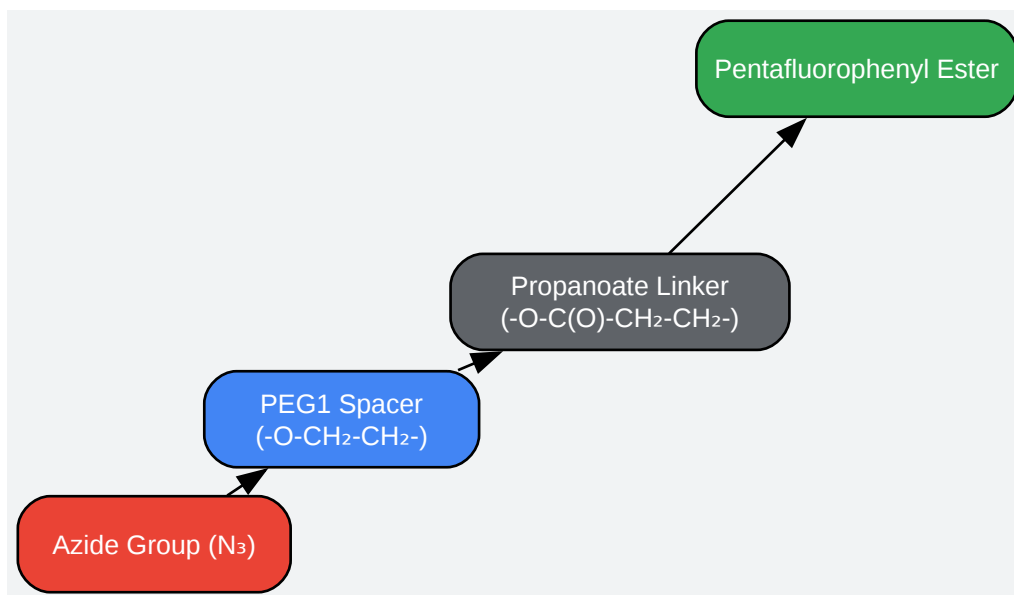 Pentafluorophenyl Ester
Propanoate Linker
(-O-C(O)-CH₂-CH₂-)
PEG1 Spacer
(-O-CH₂-CH₂-)
Azide Group (N₃)